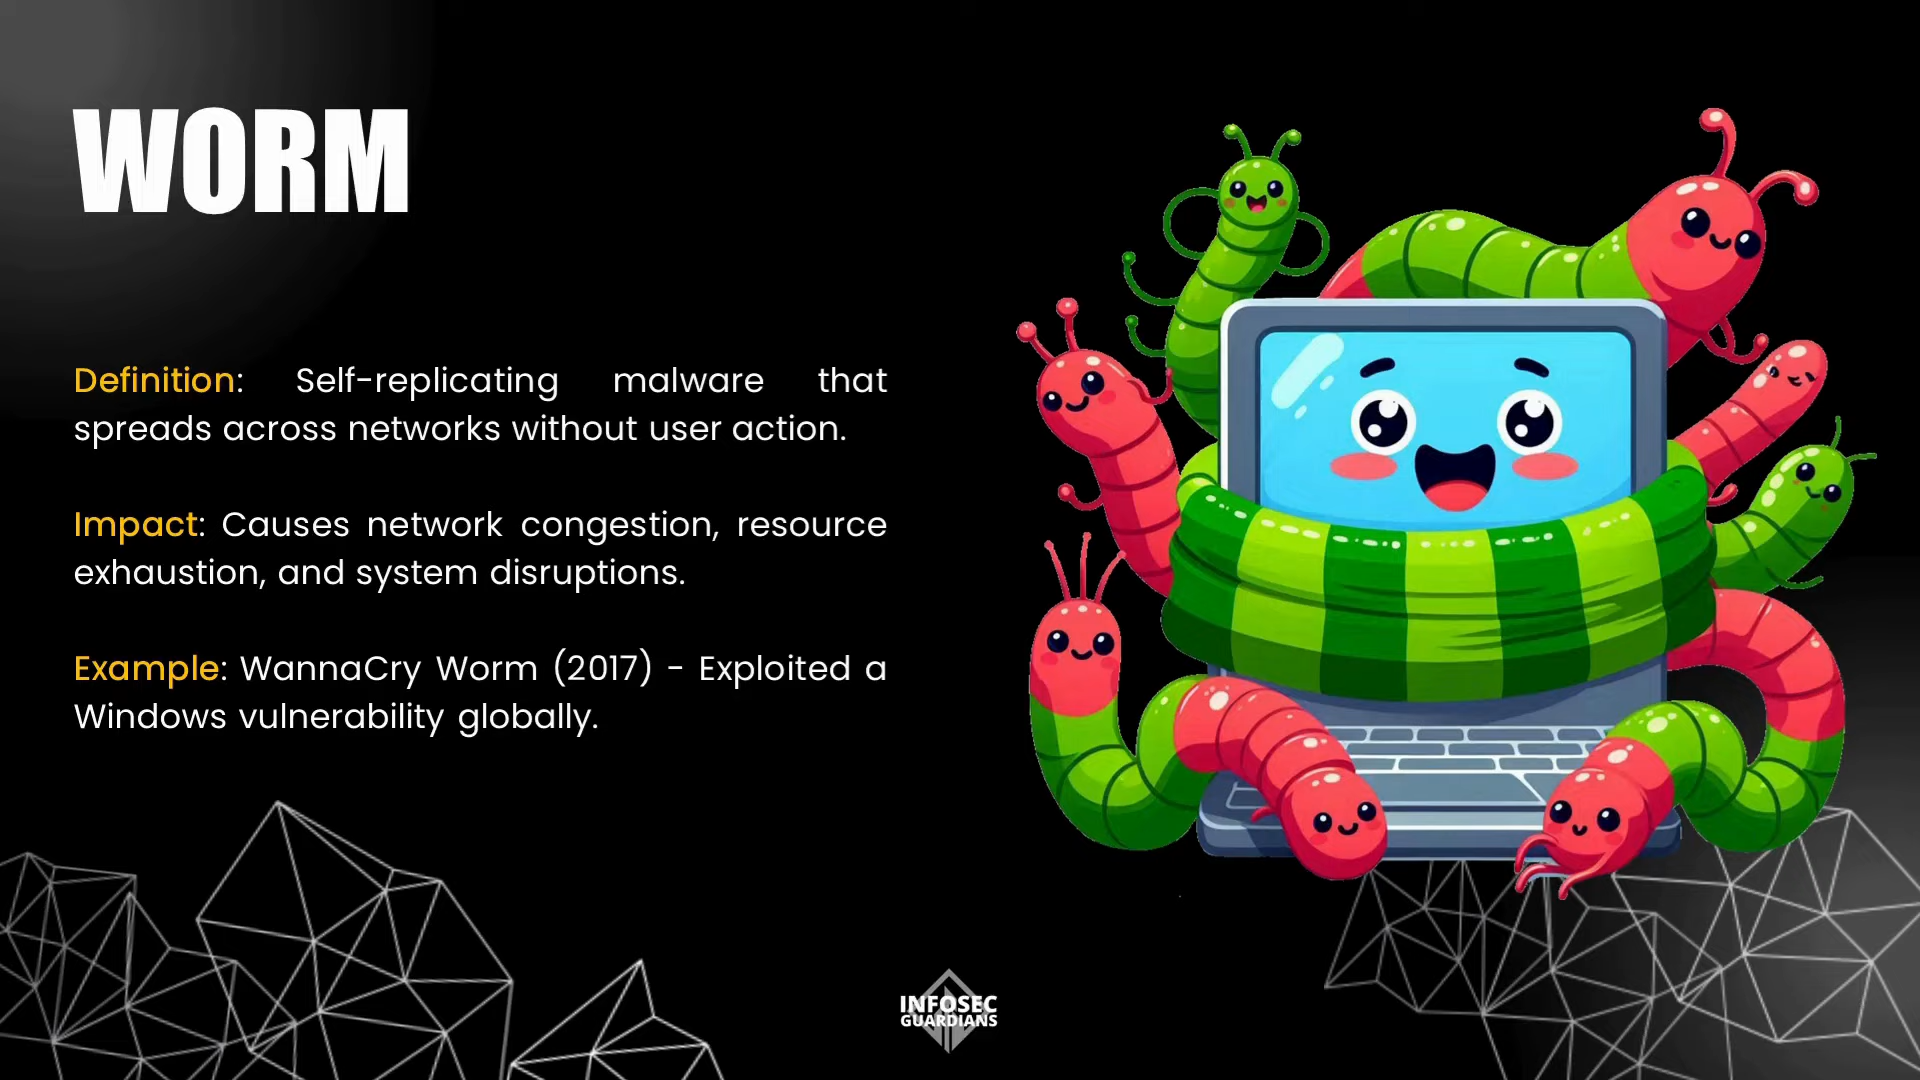 WORM
Definition: Self-replicating malware that
spreads across networks without user action.
Impact: Causes network congestion, resource
exhaustion, and system disruptions.
Example: WannaCry Worm (2017) - Exploited a
Windows vulnerability globally.
INFOSEC
GUARDIANS